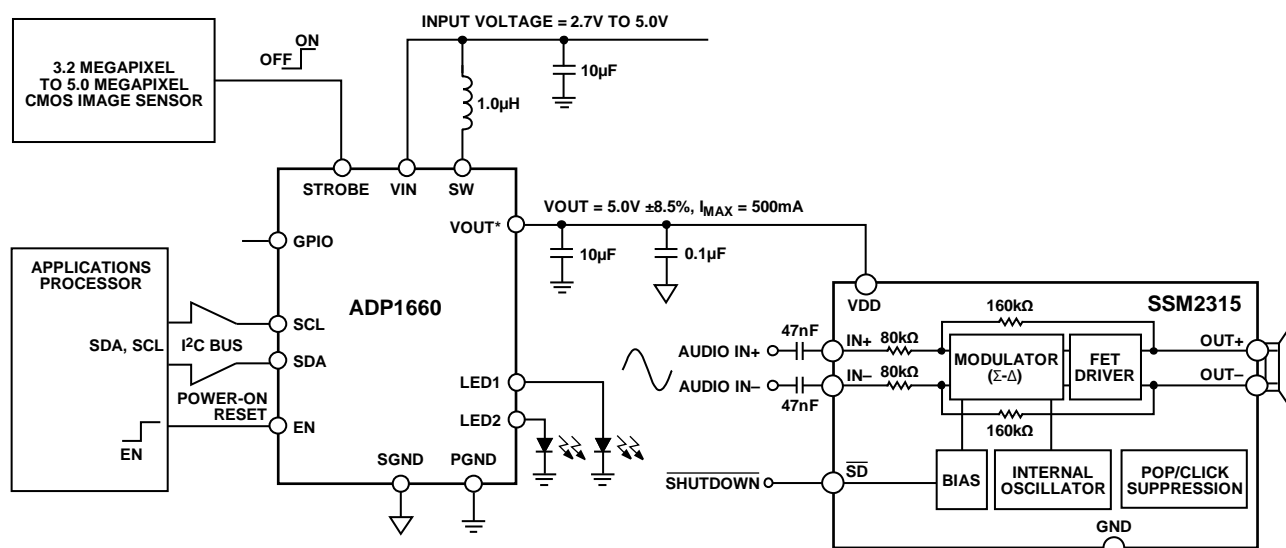 INPUT VOLTAGE = 2.7V TO 5.0V
ON
OFF
3.2 MEGAPIXEL
TO 5.0 MEGAPIXEL
CMOS IMAGE SENSOR
10µF
1.0µH
STROBE
VIN
SW
VOUT = 5.0V ±8.5%, IMAX = 500mA
VOUT*
GPIO
10µF
0.1µF
APPLICATIONS
PROCESSOR
ADP1660
VDD
SSM2315
SCL
SDA, SCL
I2C BUS
SDA
160kΩ
47nF
IN+
80kΩ
OUT+
AUDIO IN+
MODULATOR
(Σ-Δ)
FET
DRIVER
AUDIO IN–
IN–
80kΩ
OUT–
47nF
LED1
POWER-ON
RESET
LED2
160kΩ
EN
EN
SGND
PGND
SHUTDOWN
SD
BIAS
INTERNAL
OSCILLATOR
POP/CLICK
SUPPRESSION
GND